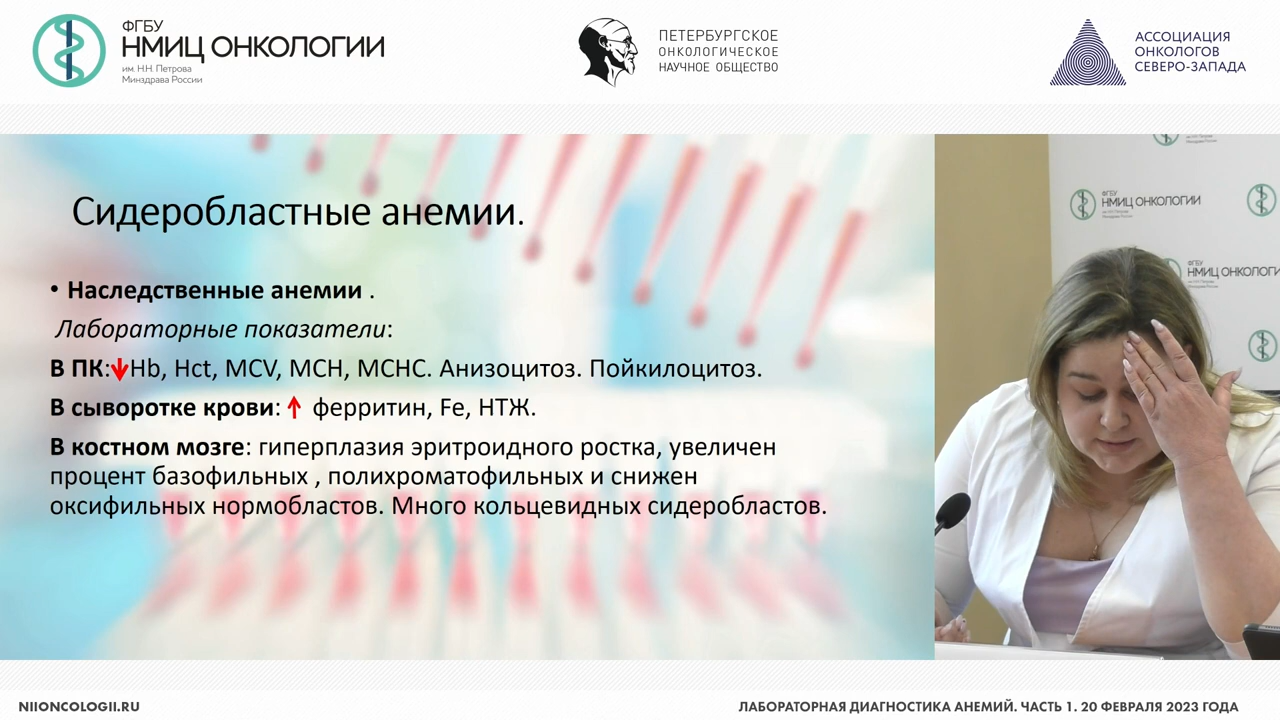 ФГБУ
НМИЦ ОНКОЛОГИИ
им. Н.Н. Петрова
Минздрава России
ПЕТЕРБУРГСКОЕ
ОНКОЛОГИЧЕСКОЕ
НАУЧНОЕ ОБЩЕСТВО
АССОЦИАЦИЯ
ОНКОЛОГОВ
СЕВЕРО-ЗАПАДА
Сидеробластные анемии.
• Наследственные анемии .
Лабораторные показатели:
В ПК: Hb, Hct, MCV, MCH, MCHC. Анизоцитоз. Пойкилоцитоз.
В сыворотке крови: ферритин, Fe, НТЖ.
В костном мозге: гиперплазия эритроидного ростка, увеличен
процент базофильных , полихроматофильных и снижен
оксифильных нормобластов. Много кольцевидных сидеробластов.
ФГБУ
НМИЦ ОНКОЛОГИИ
ФГБУ
НМИЦ ОНКОЛОГИИ
NIIONCOLOGII.RU
ЛАБОРАТОРНАЯ ДИАГНОСТИКА АНЕМИЙ. ЧАСТЬ 1. 20 ФЕВРАЛЯ 2023 ГОДА